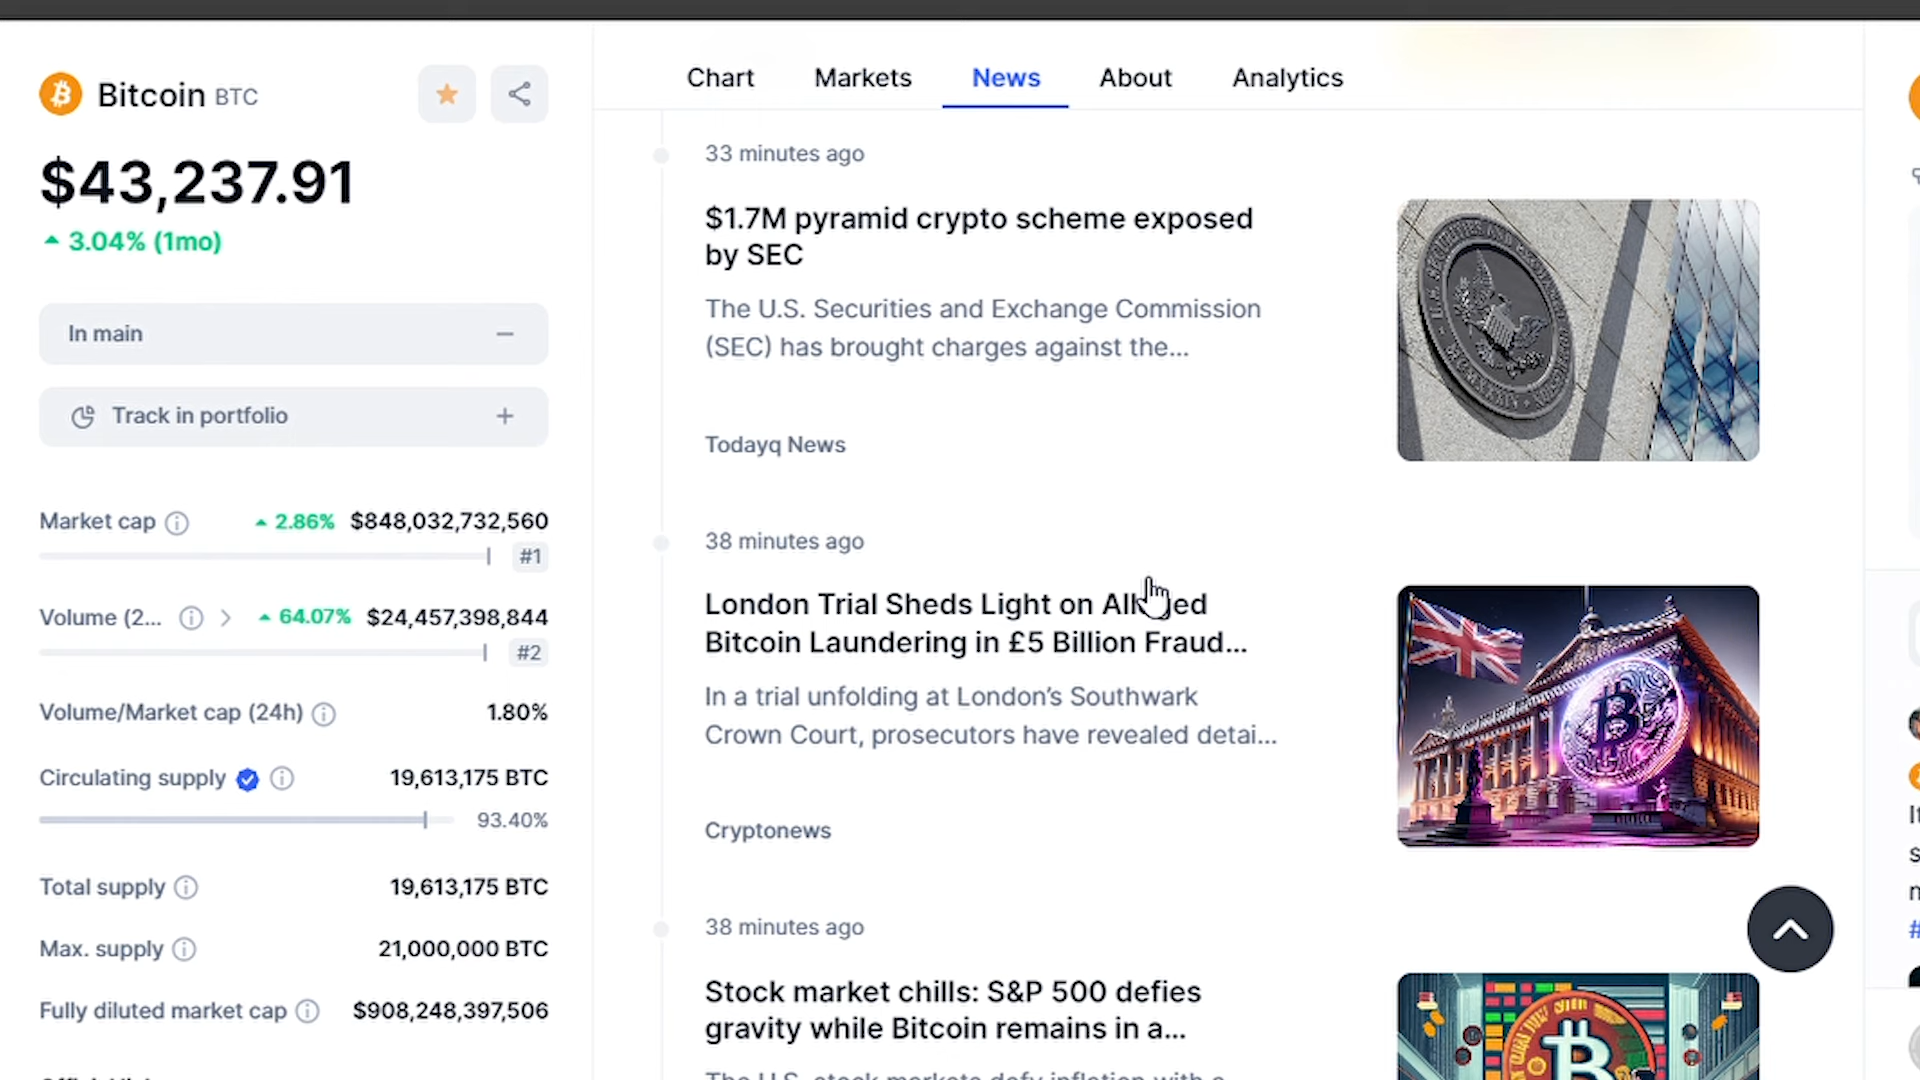 Bitcoin BTC
$43,237.91
3.04% (1mo)
In main
Track in portfolio
Market cap 2.86% $848,032,732,560
#1
Volume (2... 64.07% $24,457,398,844
#2
Volume/Market cap (24h) 1.80%
Circulating supply 19,613,175 BTC
93.40%
Total supply 19,613,175 BTC
Max. supply 21,000,000 BTC
Fully diluted market cap $908,248,397,506
Chart Markets News About Analytics
33 minutes ago
$1.7M pyramid crypto scheme exposed
by SEC
The U.S. Securities and Exchange Commission
(SEC) has brought charges against the...
Todayq News
38 minutes ago
London Trial Sheds Light on Alleged
Bitcoin Laundering in £5 Billion Fraud...
In a trial unfolding at London’s Southwark
Crown Court, prosecutors have revealed detai...
Cryptonews
38 minutes ago
Stock market chills: S&P 500 defies
gravity while Bitcoin remains in a...
The U.S. stock markets defy inflation with a